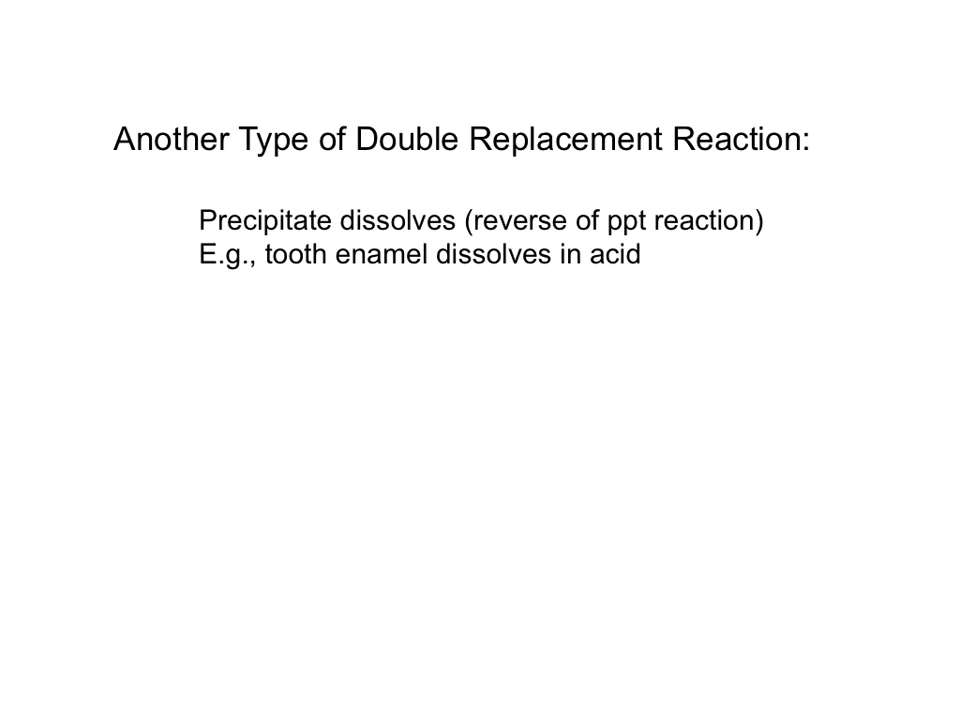 Another Type of Double Replacement Reaction:
Precipitate dissolves (reverse of ppt reaction)
E.g., tooth enamel dissolves in acid